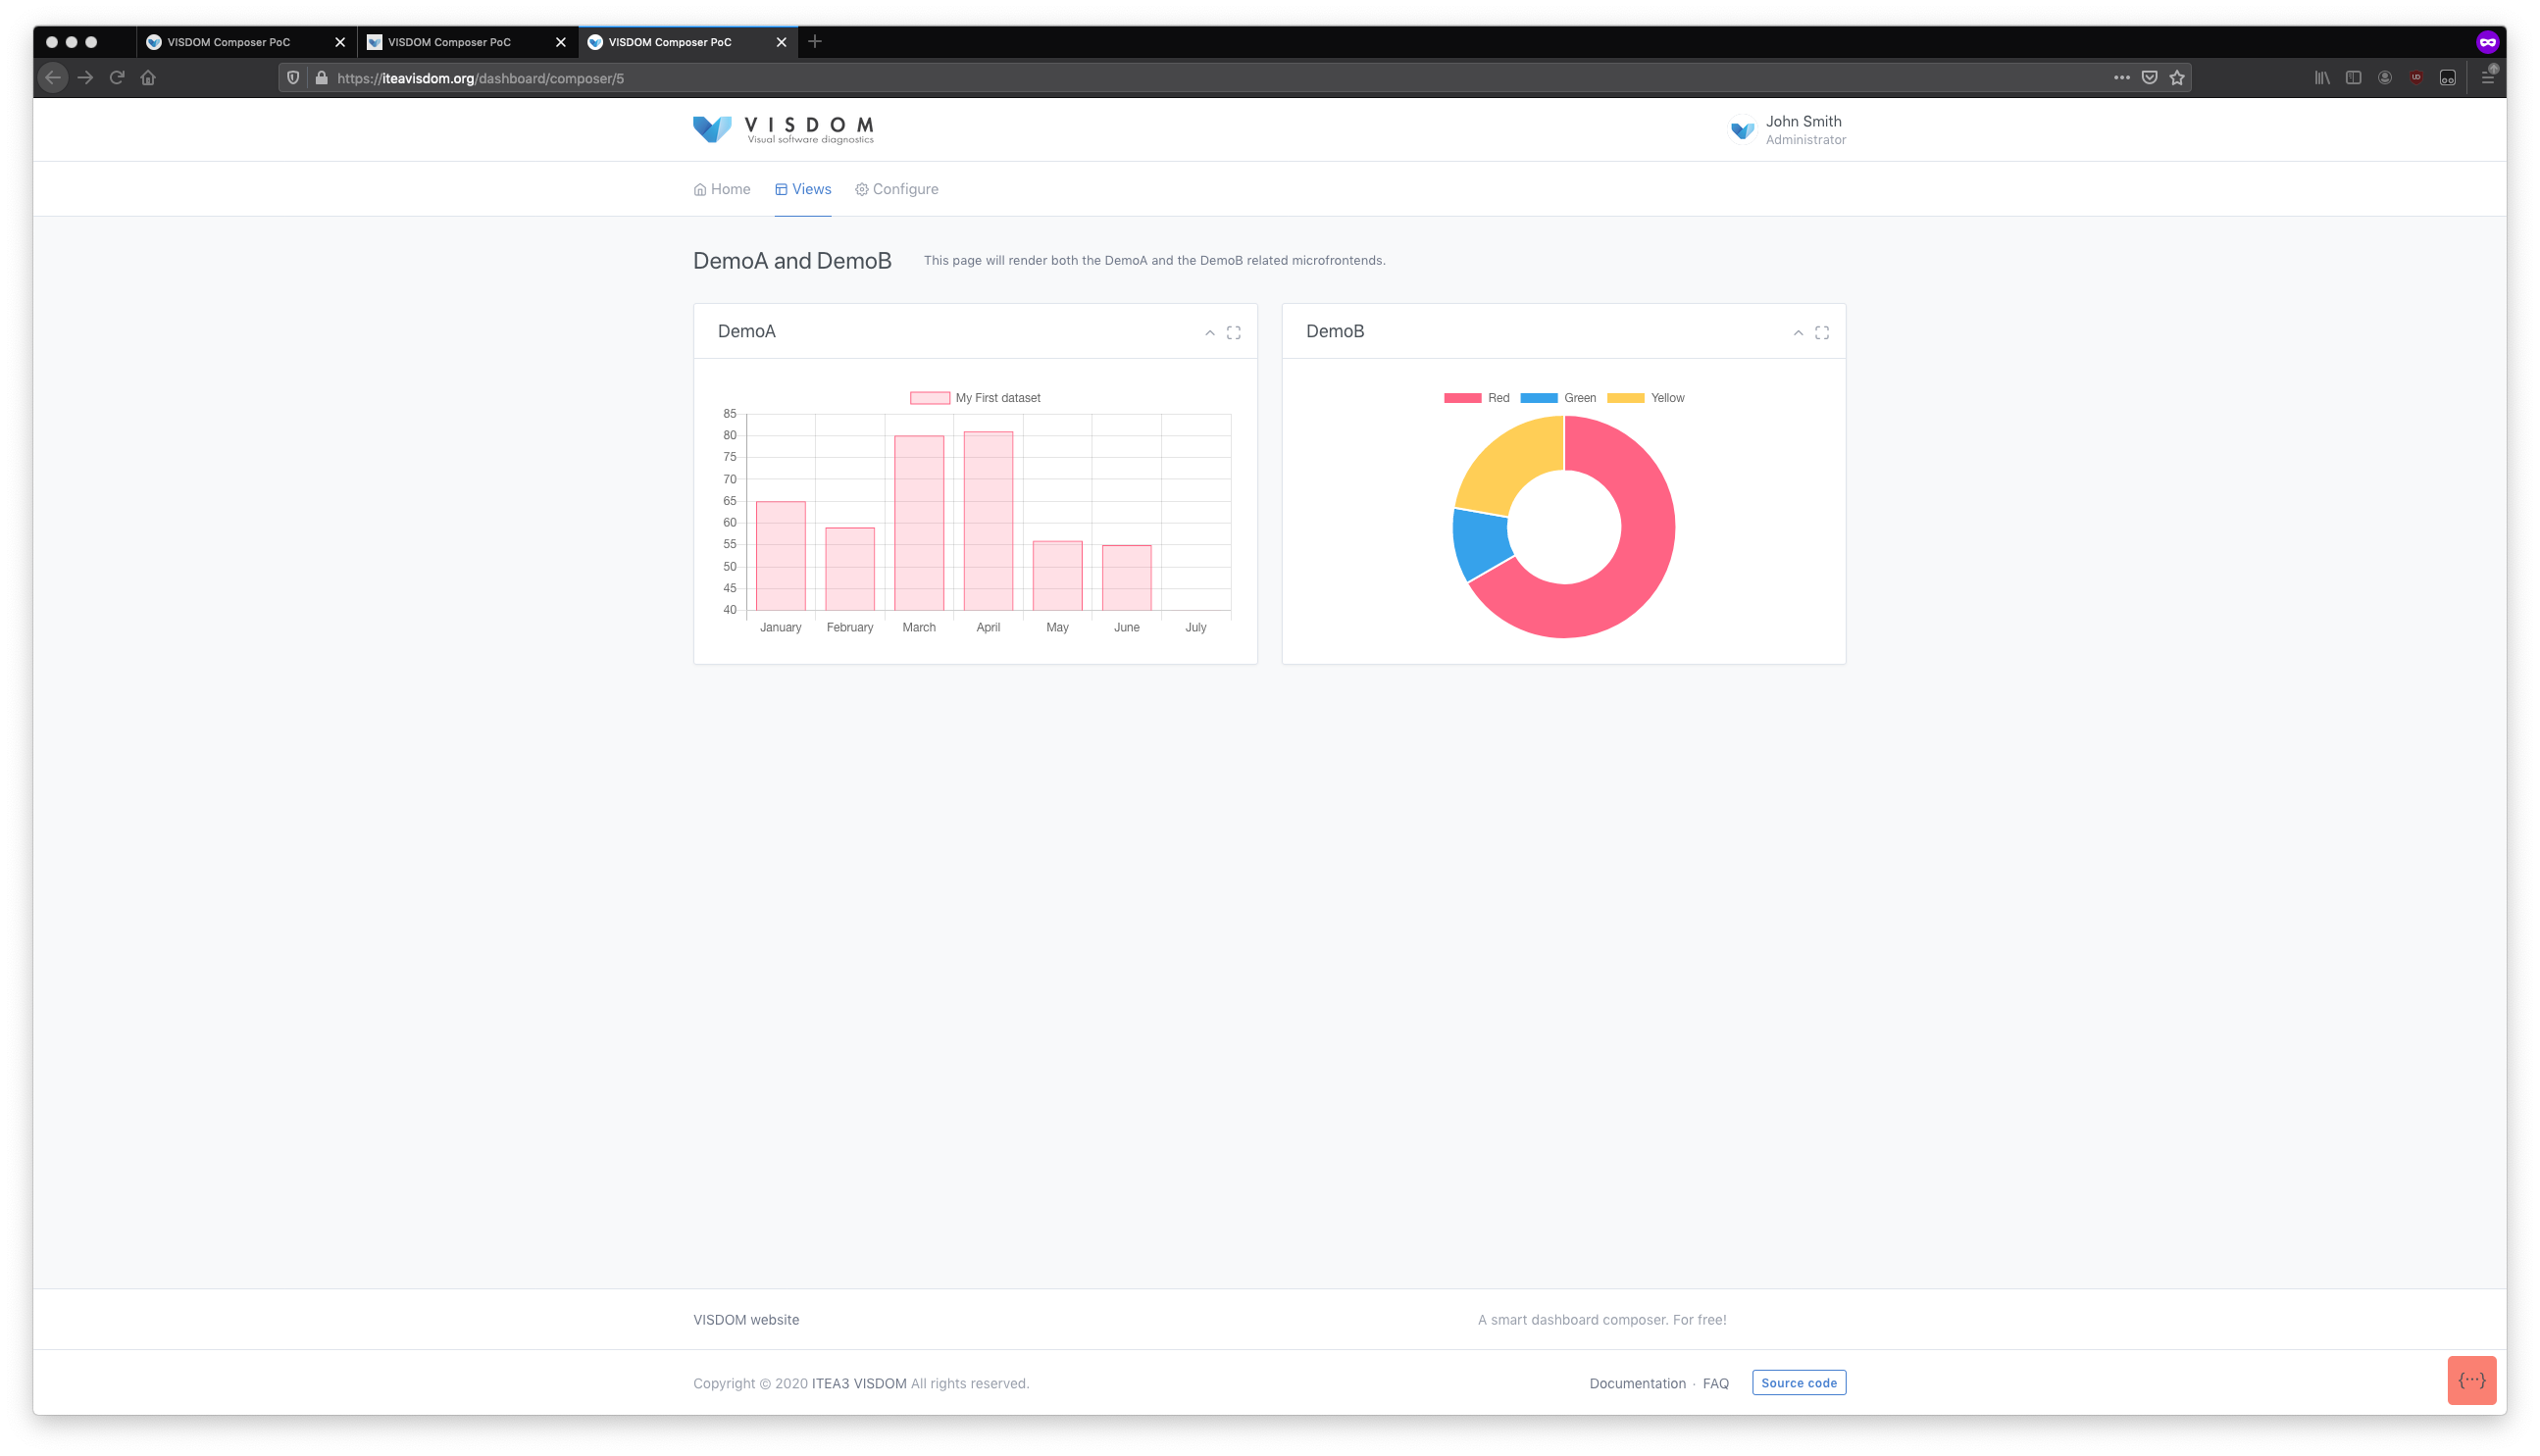 VISDOM Composer PoC
VISDOM Composer PoC
VISDOM Composer PoC
https://iteavisdom.org/dashboard/composer/5
VISDOM
Visual software diagnostics
John Smith
Administrator
Home Views Configure
DemoA and DemoB This page will render both the DemoA and the DemoB related microfrontends.
DemoA
My First dataset
85
80
75
70
65
60
55
50
45
40
January February March April May June July
DemoB
Red Green Yellow
VISDOM website A smart dashboard composer. For free!
Copyright © 2020 ITEA3 VISDOM All rights reserved. Documentation · FAQ Source code
{···}